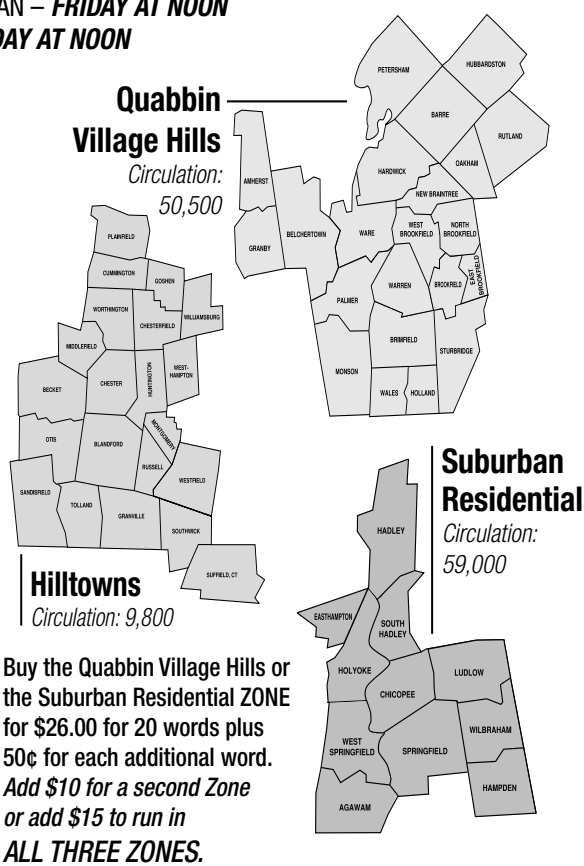 AN – FRIDAY AT NOON
DAY AT NOON
Quabbin
Village Hills
Circulation:
50,500
PETERSHAM
HUBBARDSTON
BARRE
RUTLAND
HARDWICK
OAKHAM
NEW BRAINTREE
AMHERST
BELCHERTOWN
GRANBY
WARE
WEST
BROOKFIELD
NORTH
BROOKFIELD
EAST
BROOKFIELD
BROOKFIELD
WARREN
PALMER
BRIMFIELD
STURBRIDGE
MONSON
WALES
HOLLAND
PLAINFIELD
CUMMINGTON
GOSHEN
WORTHINGTON
WILLIAMSBURG
CHESTERFIELD
MIDDLEFIELD
WEST-
HAMPTON
HUNTINGTON
CHESTER
BECKET
MONTGOMERY
OTIS
BLANDFORD
RUSSELL
WESTFIELD
SANDISFIELD
TOLLAND
GRANVILLE
SOUTHWICK
SUFFIELD, CT
Hilltowns
Circulation: 9,800
Suburban
Residential
Circulation:
59,000
HADLEY
EASTHAMPTON
SOUTH
HADLEY
HOLYOKE
CHICOPEE
LUDLOW
WEST
SPRINGFIELD
SPRINGFIELD
WILBRAHAM
AGAWAM
HAMPDEN
Buy the Quabbin Village Hills or
the Suburban Residential ZONE
for $26.00 for 20 words plus
50¢ for each additional word.
Add $10 for a second Zone
or add $15 to run in
ALL THREE ZONES.